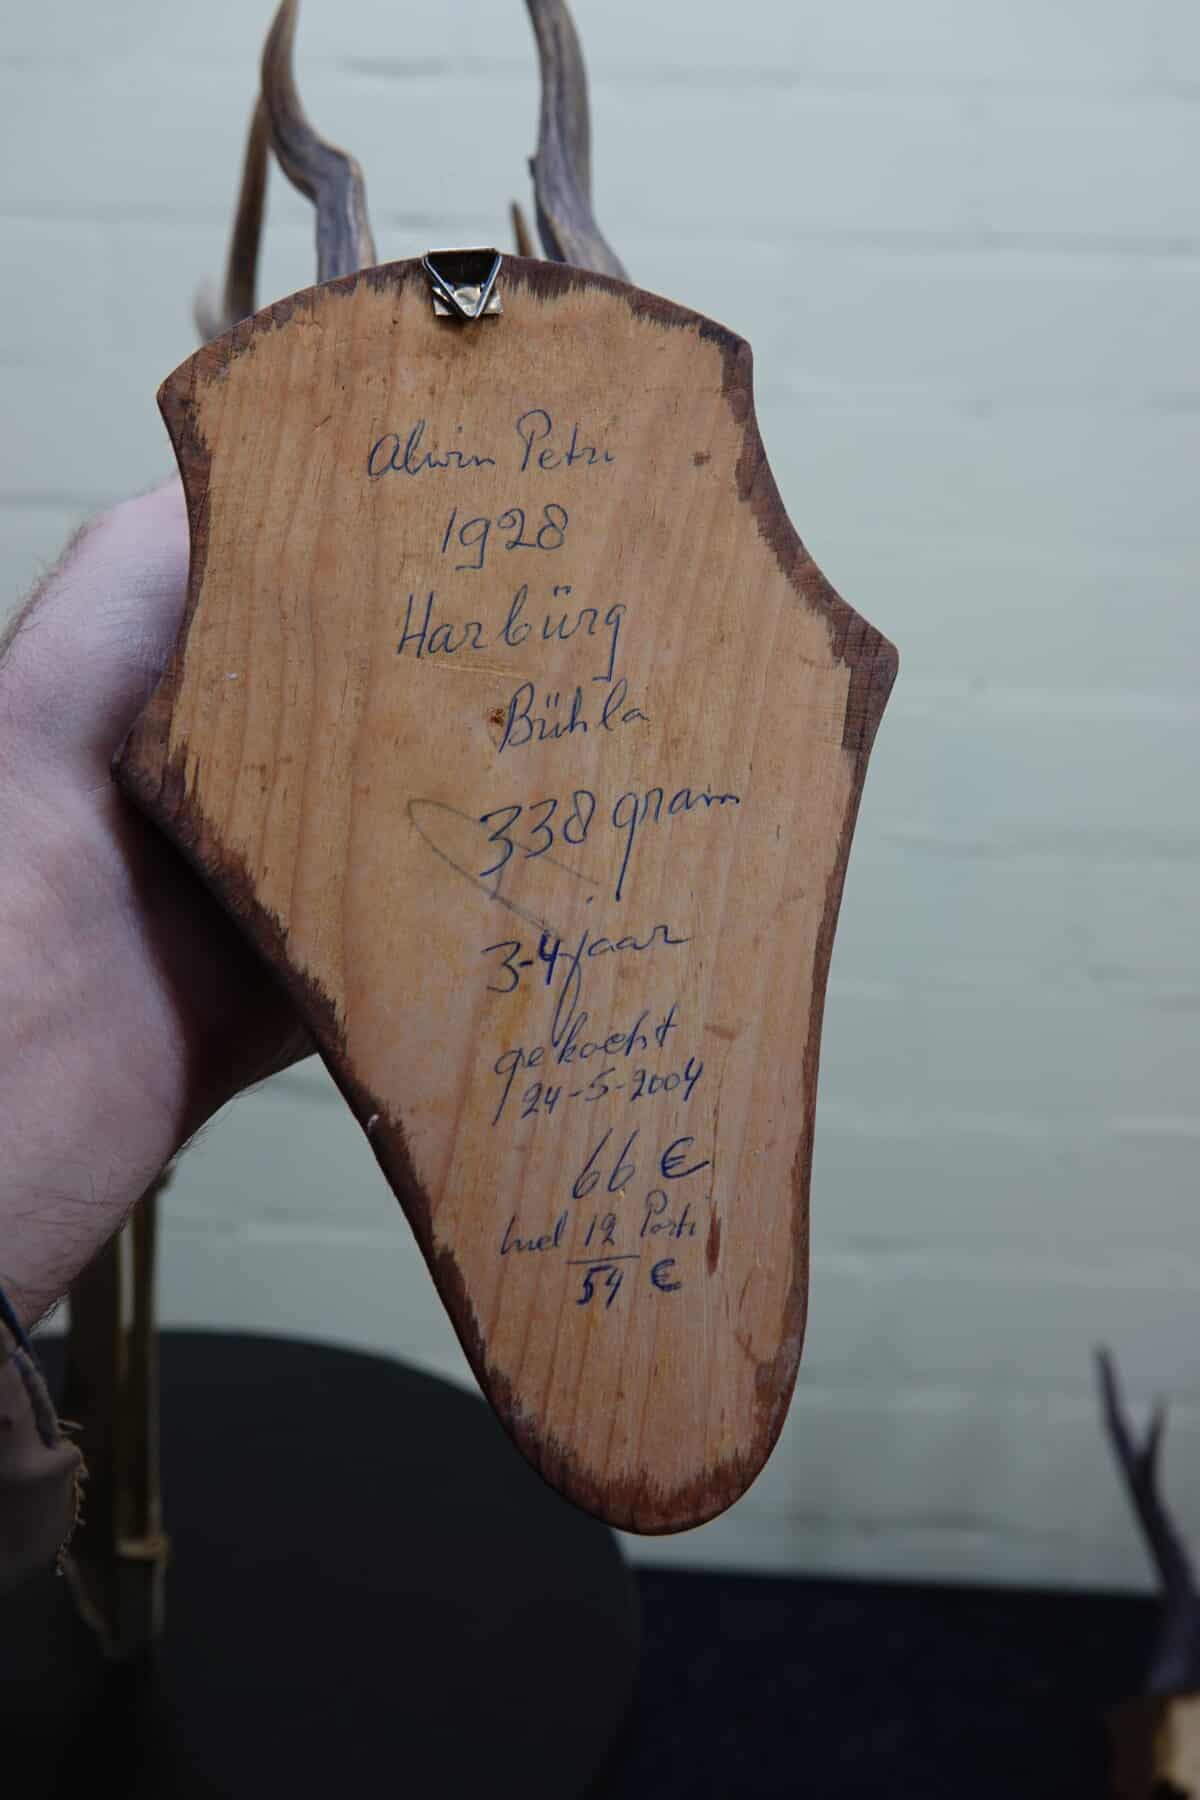 Alwin Petri
1928
Harbürg
Bühla
338 gram
3-4 jaar
gekocht
24-5-2004
66 €
Incl 12 Porti
54 €